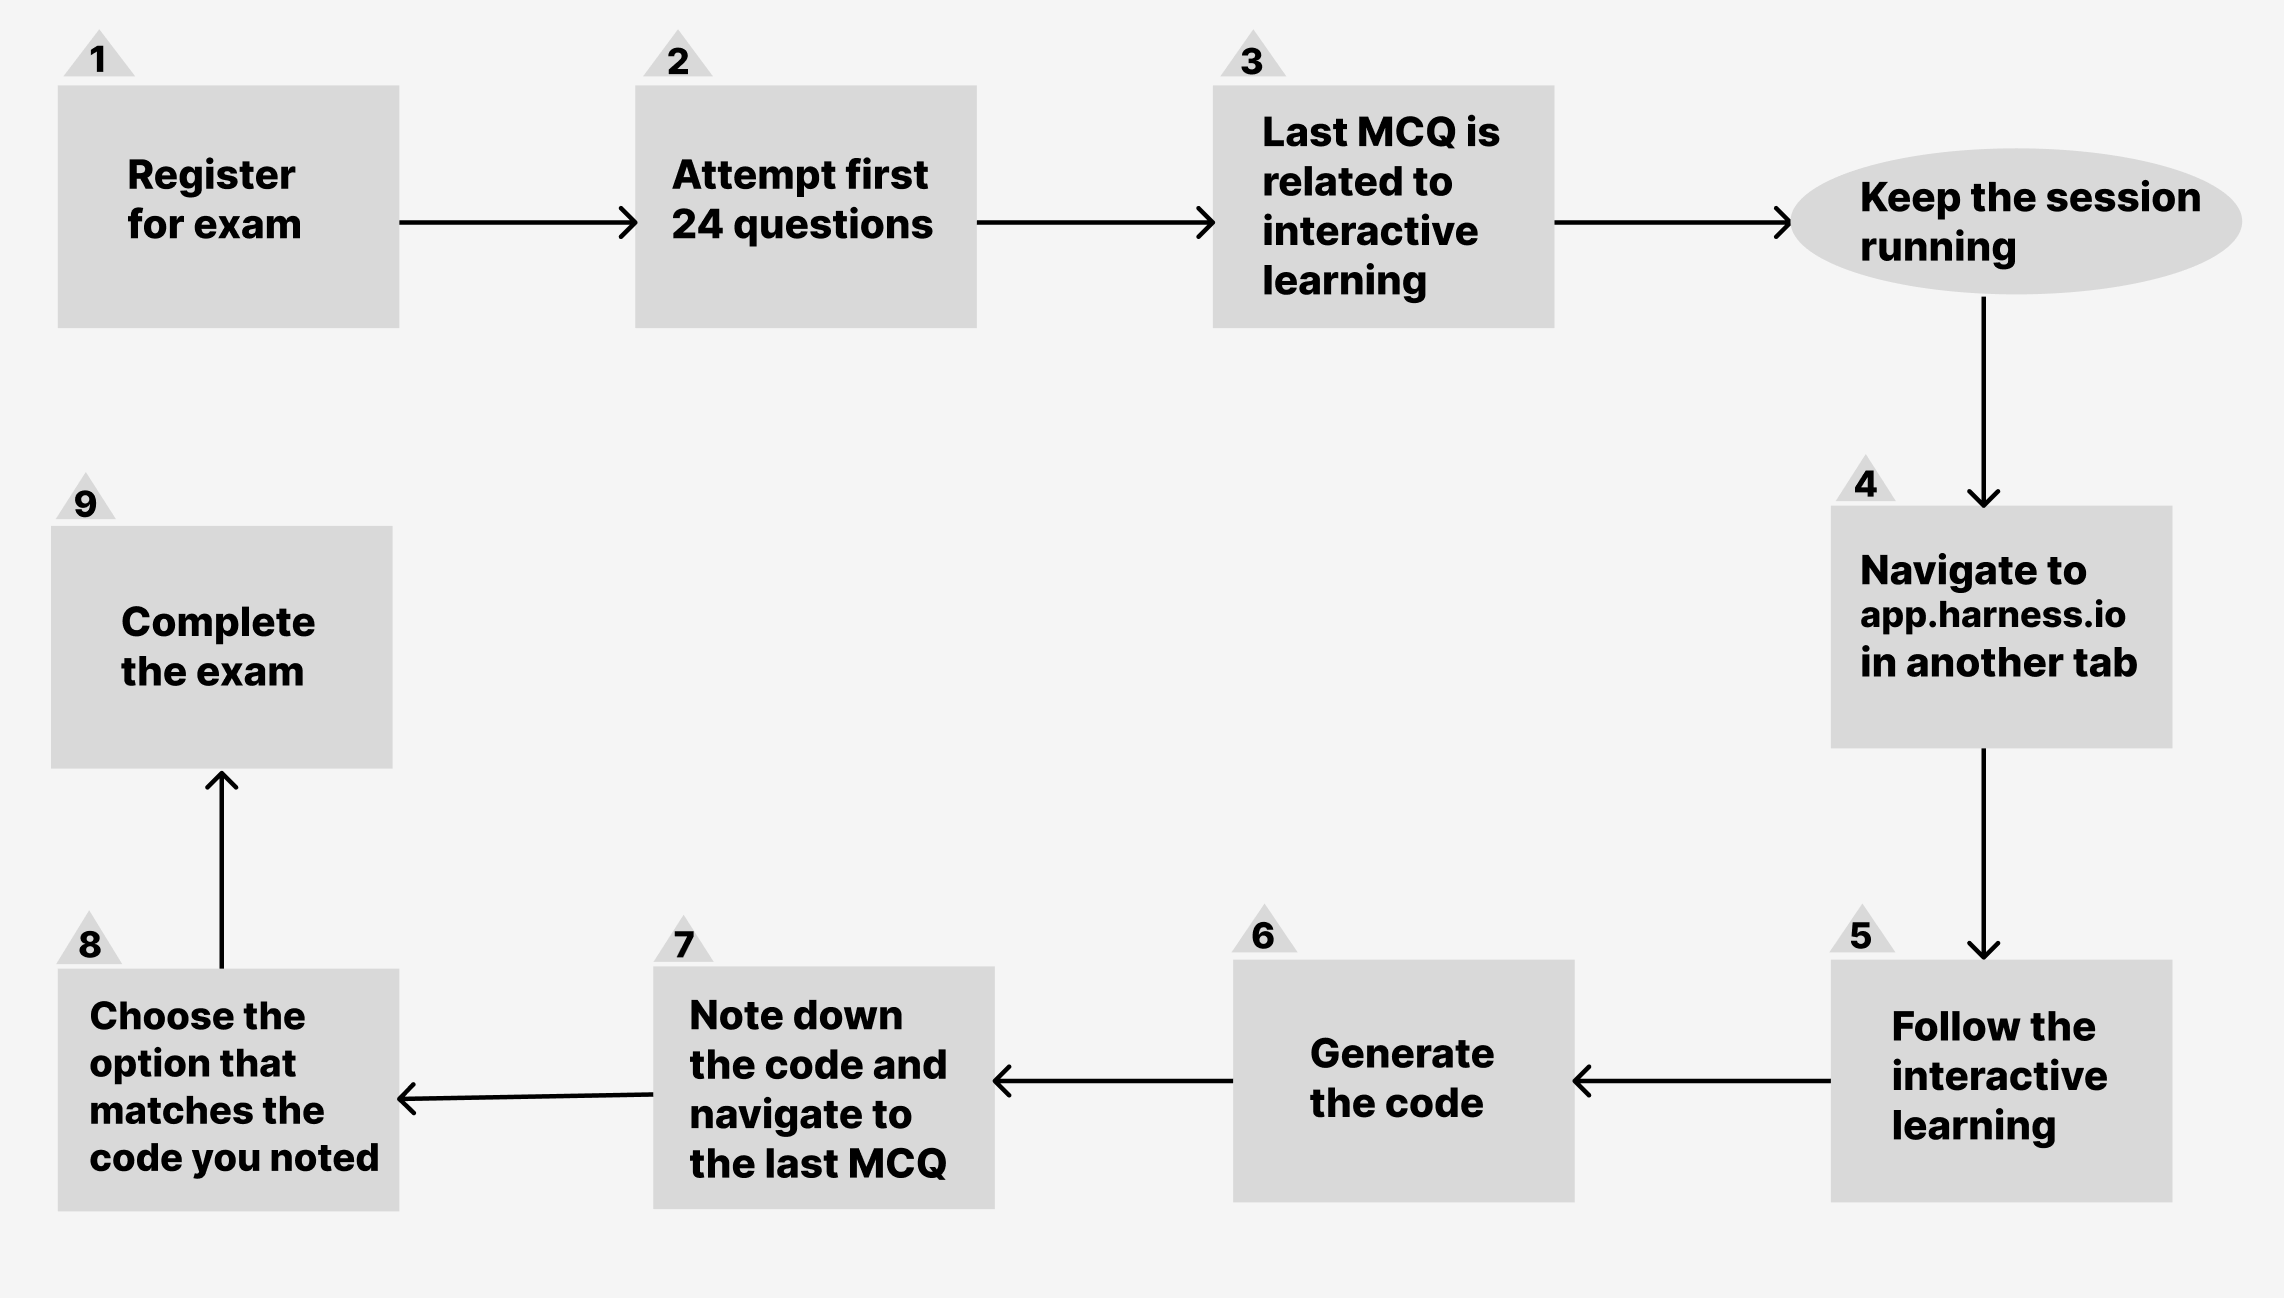 1
Register
for exam
2
Attempt first
24 questions
3
Last MCQ is
related to
interactive
learning
Keep the session
running
4
Navigate to
app.harness.io
in another tab
5
Follow the
interactive
learning
6
Generate
the code
7
Note down
the code and
navigate to
the last MCQ
8
Choose the
option that
matches the
code you noted
9
Complete
the exam